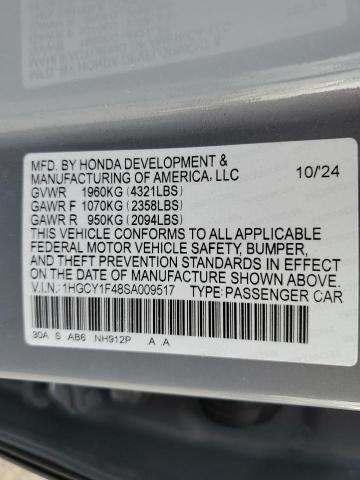 MFD. BY HONDA DEVELOPMENT &
MANUFACTURING OF AMERICA, LLC 10/24
GVWR 1960KG (4321LBS)
GAWR F 1070KG (2358LBS)
GAWR R 950KG (2094LBS)
THIS VEHICLE CONFORMS TO ALL APPLICABLE
FEDERAL MOTOR VEHICLE SAFETY, BUMPER,
AND THEFT PREVENTION STANDARDS IN EFFECT
ON THE DATE OF MANUFACTURE SHOWN ABOVE.
V.I.N.: 1HGCY1F48SA009517 TYPE: PASSENGER CAR
30A S AB6 NH912P .A .A